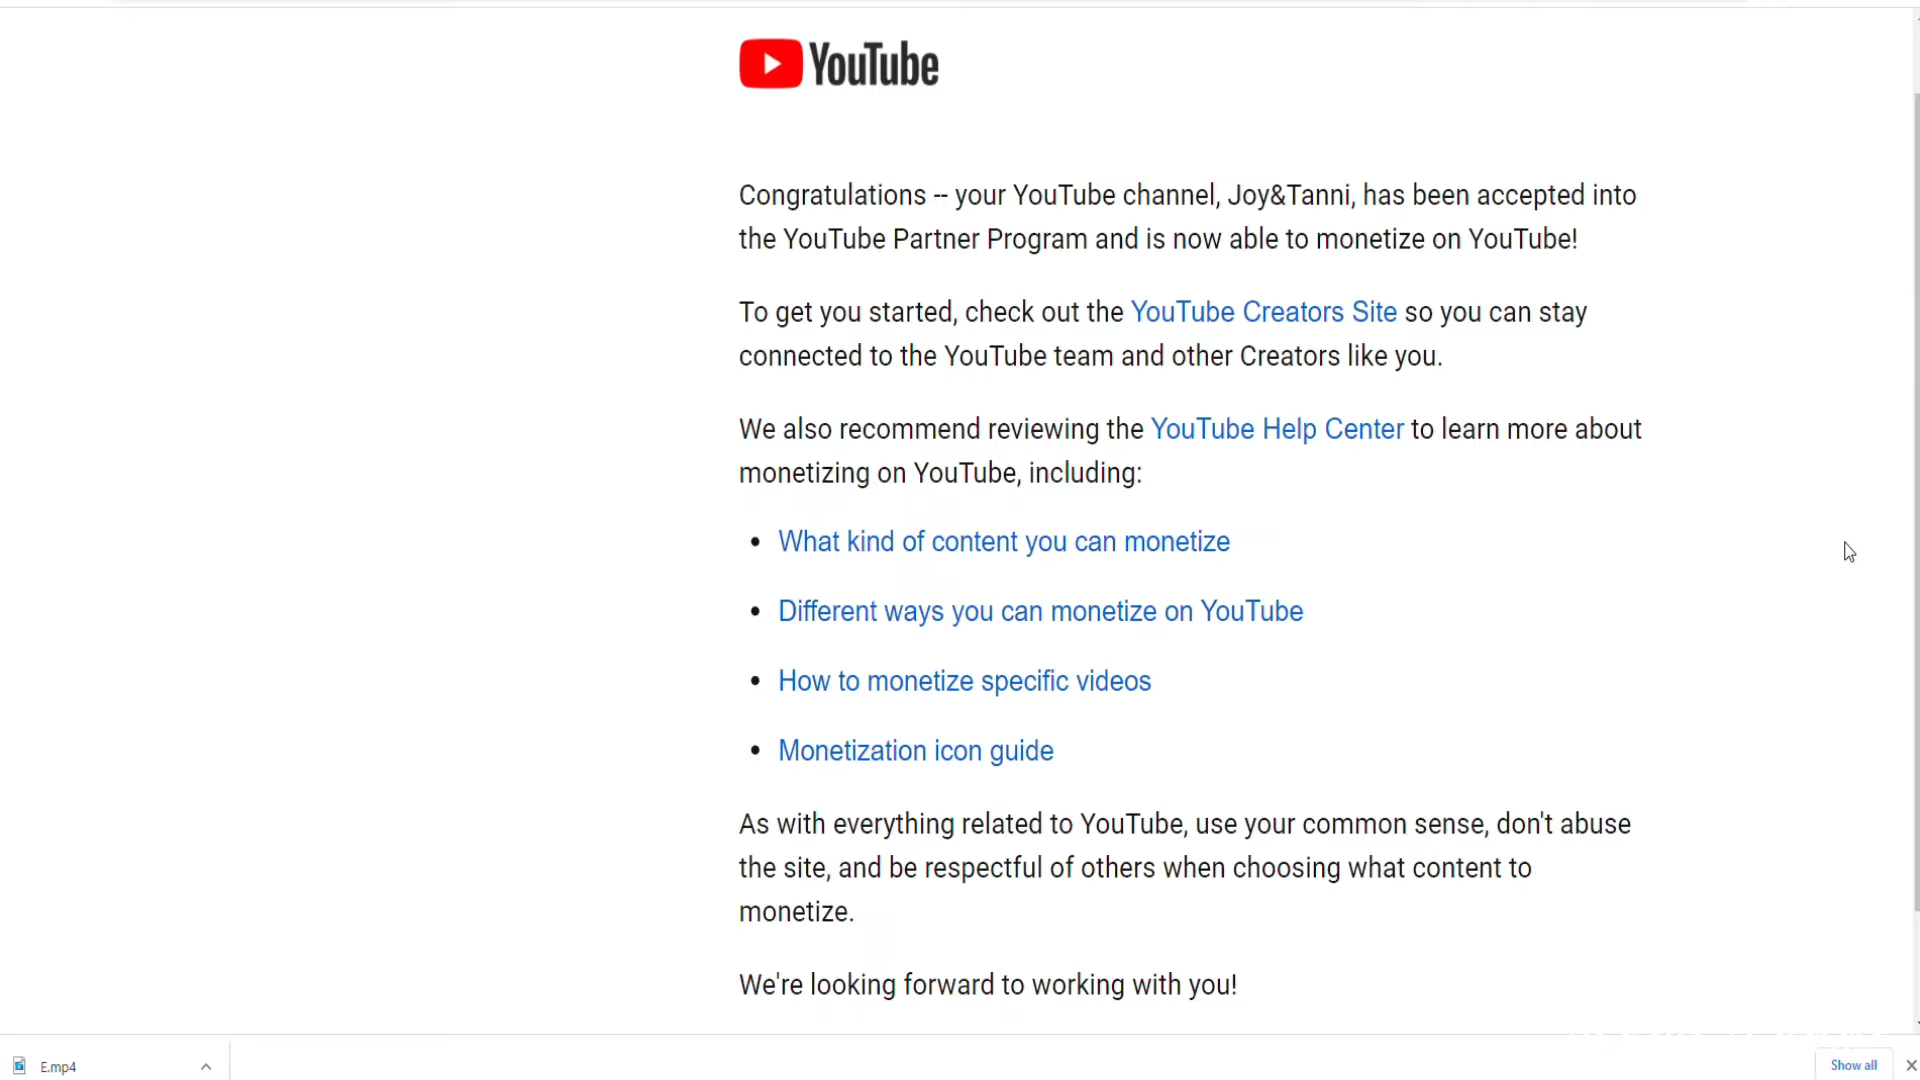 YouTube
Congratulations -- your YouTube channel, Joy&Tanni, has been accepted into
the YouTube Partner Program and is now able to monetize on YouTube!
To get you started, check out the YouTube Creators Site so you can stay
connected to the YouTube team and other Creators like you.
We also recommend reviewing the YouTube Help Center to learn more about
monetizing on YouTube, including:
• What kind of content you can monetize
• Different ways you can monetize on YouTube
• How to monetize specific videos
• Monetization icon guide
As with everything related to YouTube, use your common sense, don't abuse
the site, and be respectful of others when choosing what content to
monetize.
We're looking forward to working with you!
E.mp4
Show all